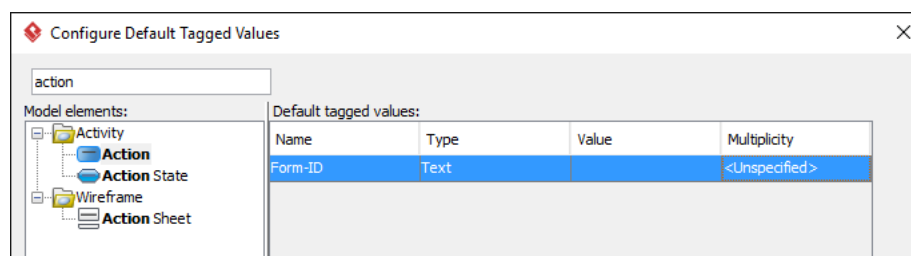 Configure Default Tagged Values
action
Model elements:
Default tagged values:
Activity
Action
Action State
Wireframe
Action Sheet
Name Type Value Multiplicity
Form-ID Text <Unspecified>